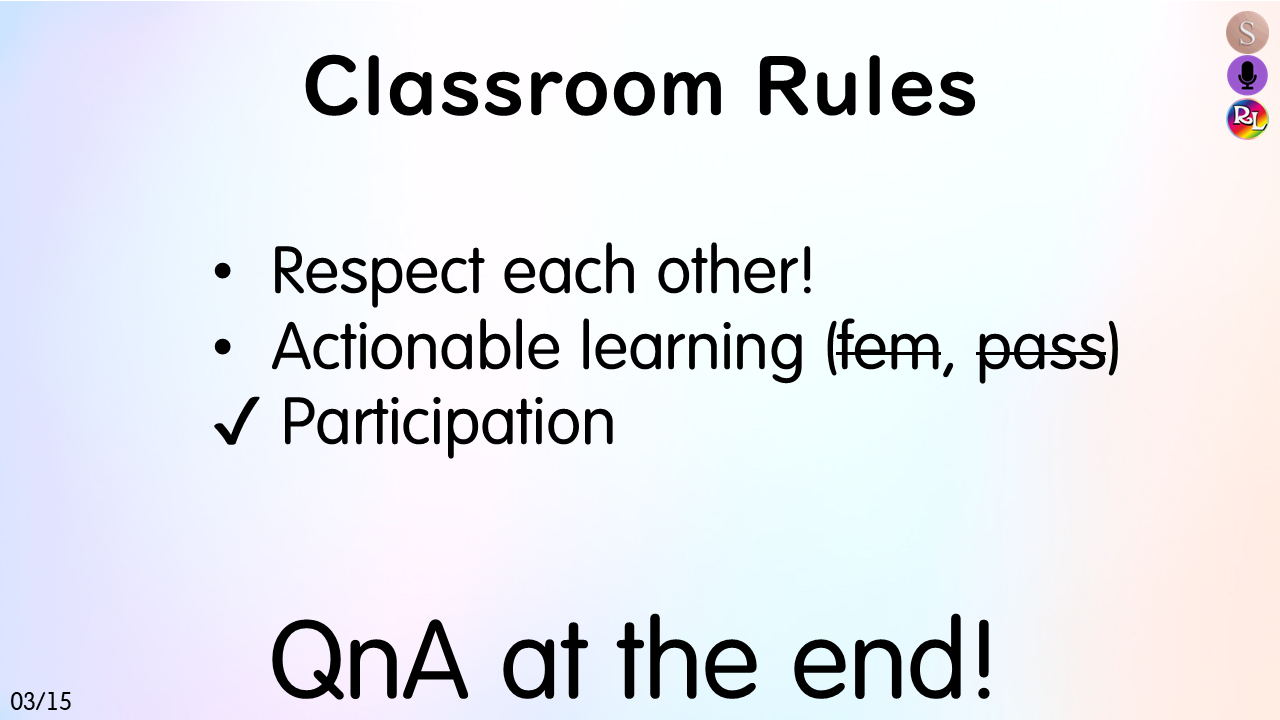 Classroom Rules
S
RL
• Respect each other!
• Actionable learning (fem, pass)
✓ Participation
QnA at the end!
03/15